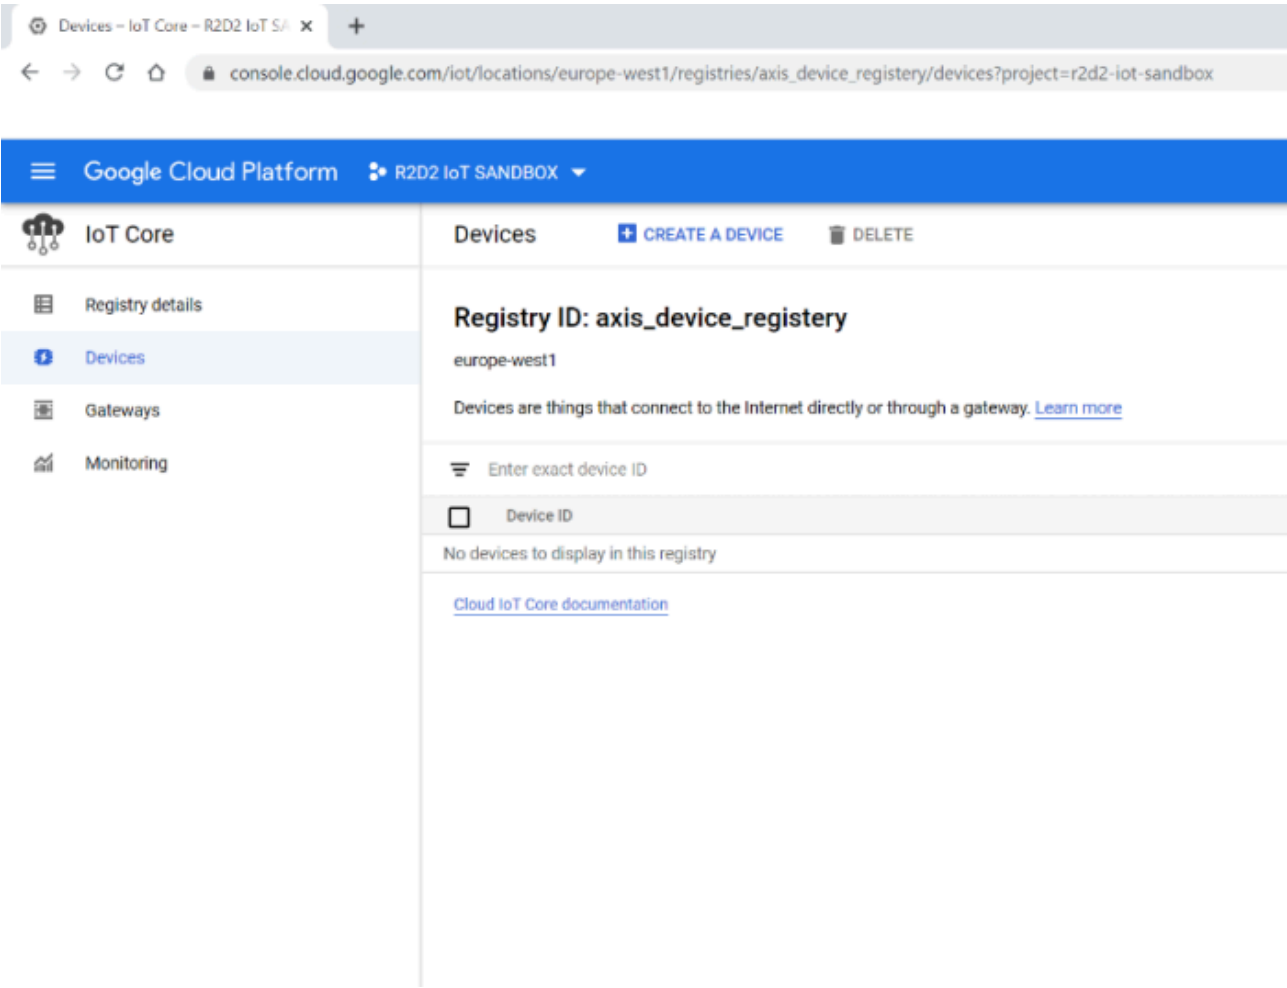 Devices – IoT Core – R2D2 IoT SA
console.cloud.google.com/iot/locations/europe-west1/registries/axis_device_registery/devices?project=r2d2-iot-sandbox
Google Cloud Platform R2D2 IoT SANDBOX
IoT Core
Devices CREATE A DEVICE DELETE
Registry details
Devices
Gateways
Monitoring
Registry ID: axis_device_registery
europe-west1
Devices are things that connect to the Internet directly or through a gateway. Learn more
Enter exact device ID
Device ID
No devices to display in this registry
Cloud IoT Core documentation